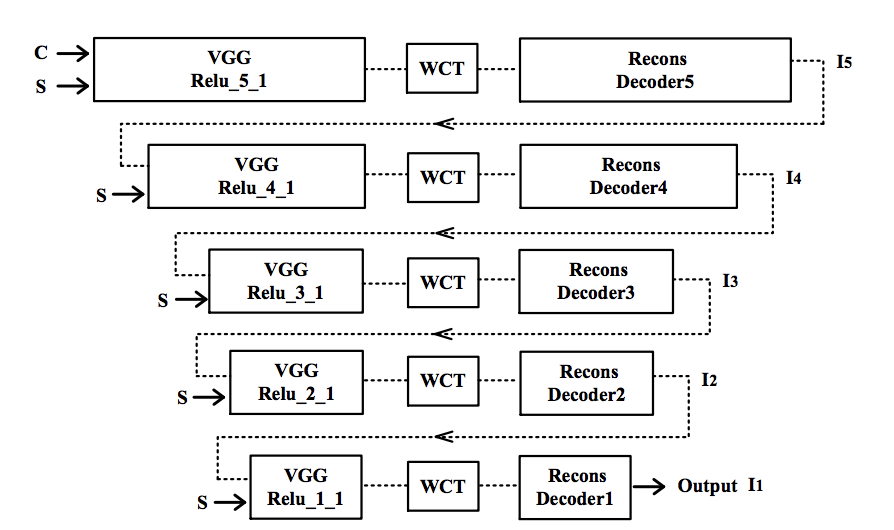 C
S
VGG
Relu_5_1
WCT
Recons
Decoder5
I5
S
VGG
Relu_4_1
WCT
Recons
Decoder4
I4
S
VGG
Relu_3_1
WCT
Recons
Decoder3
I3
S
VGG
Relu_2_1
WCT
Recons
Decoder2
I2
S
VGG
Relu_1_1
WCT
Recons
Decoder1
Output I1